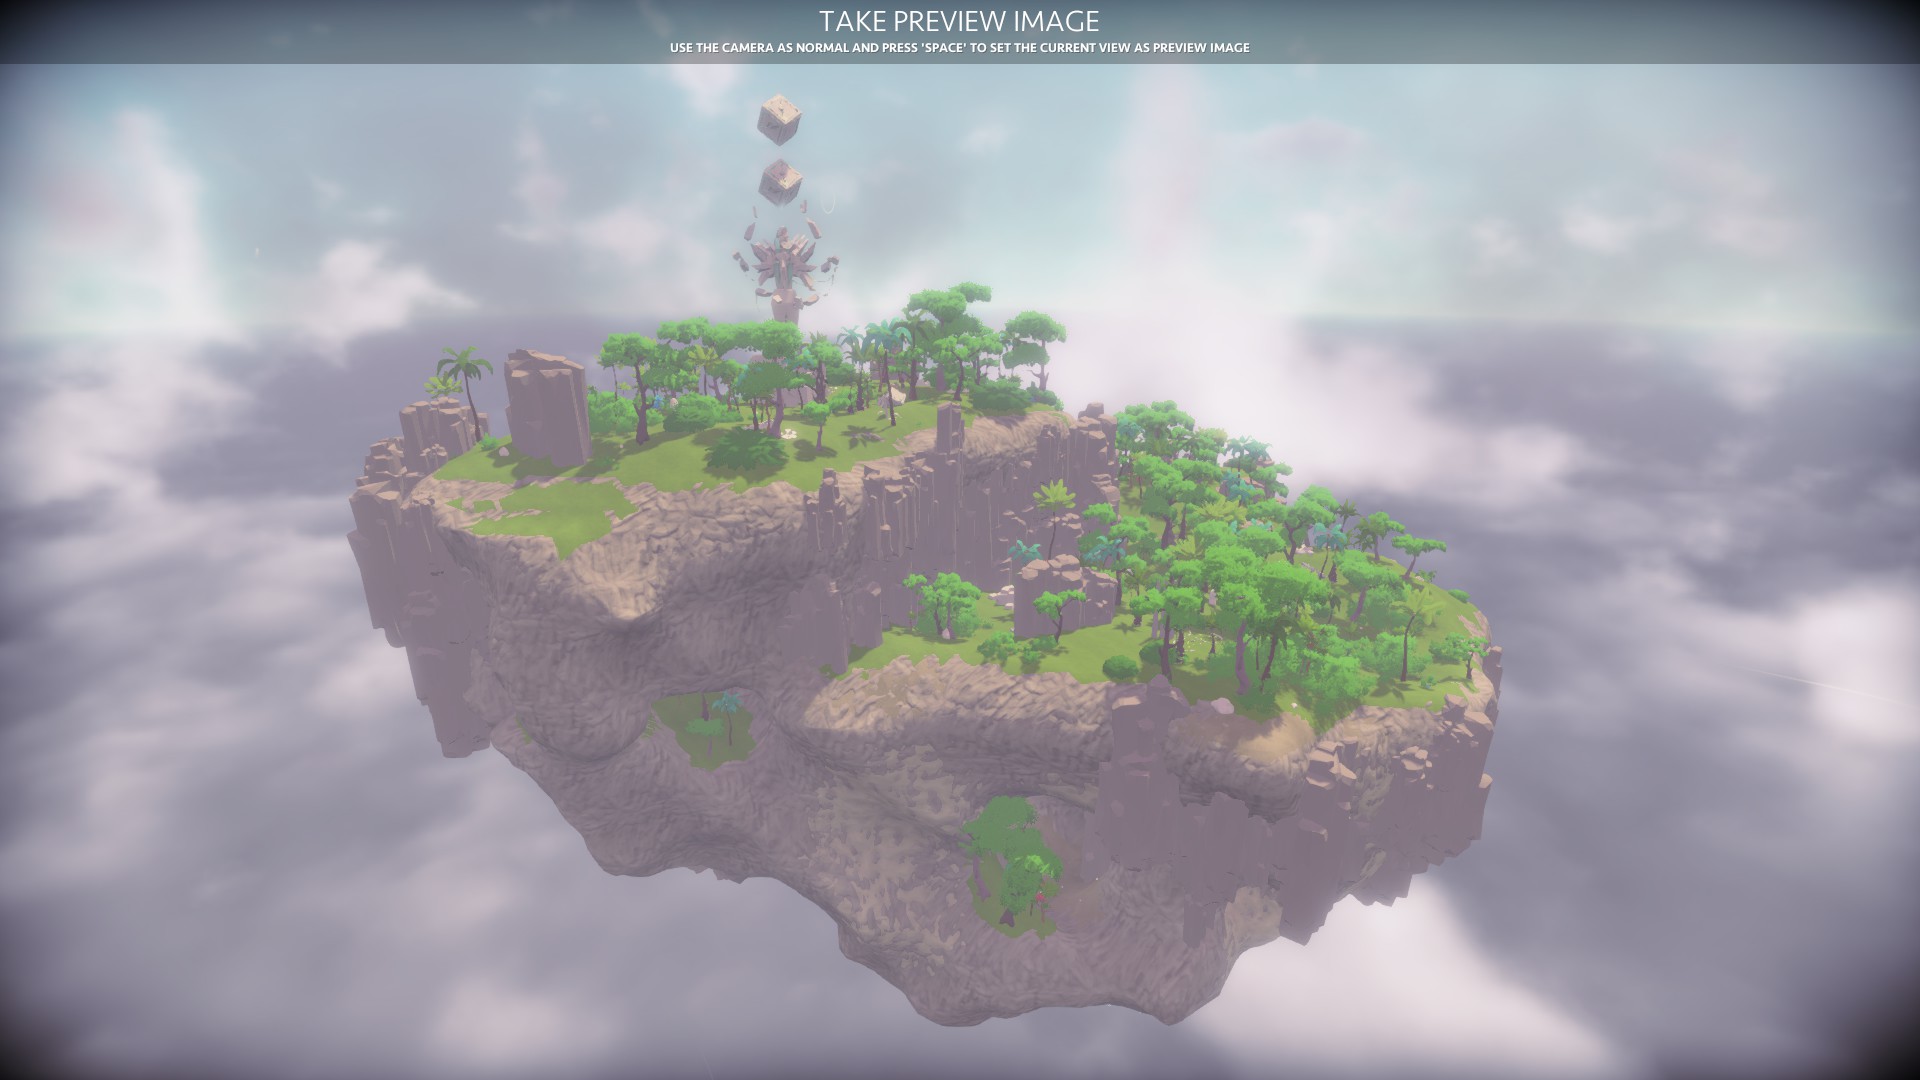 TAKE PREVIEW IMAGE
USE THE CAMERA AS NORMAL AND PRESS 'SPACE' TO SET THE CURRENT VIEW AS PREVIEW IMAGE